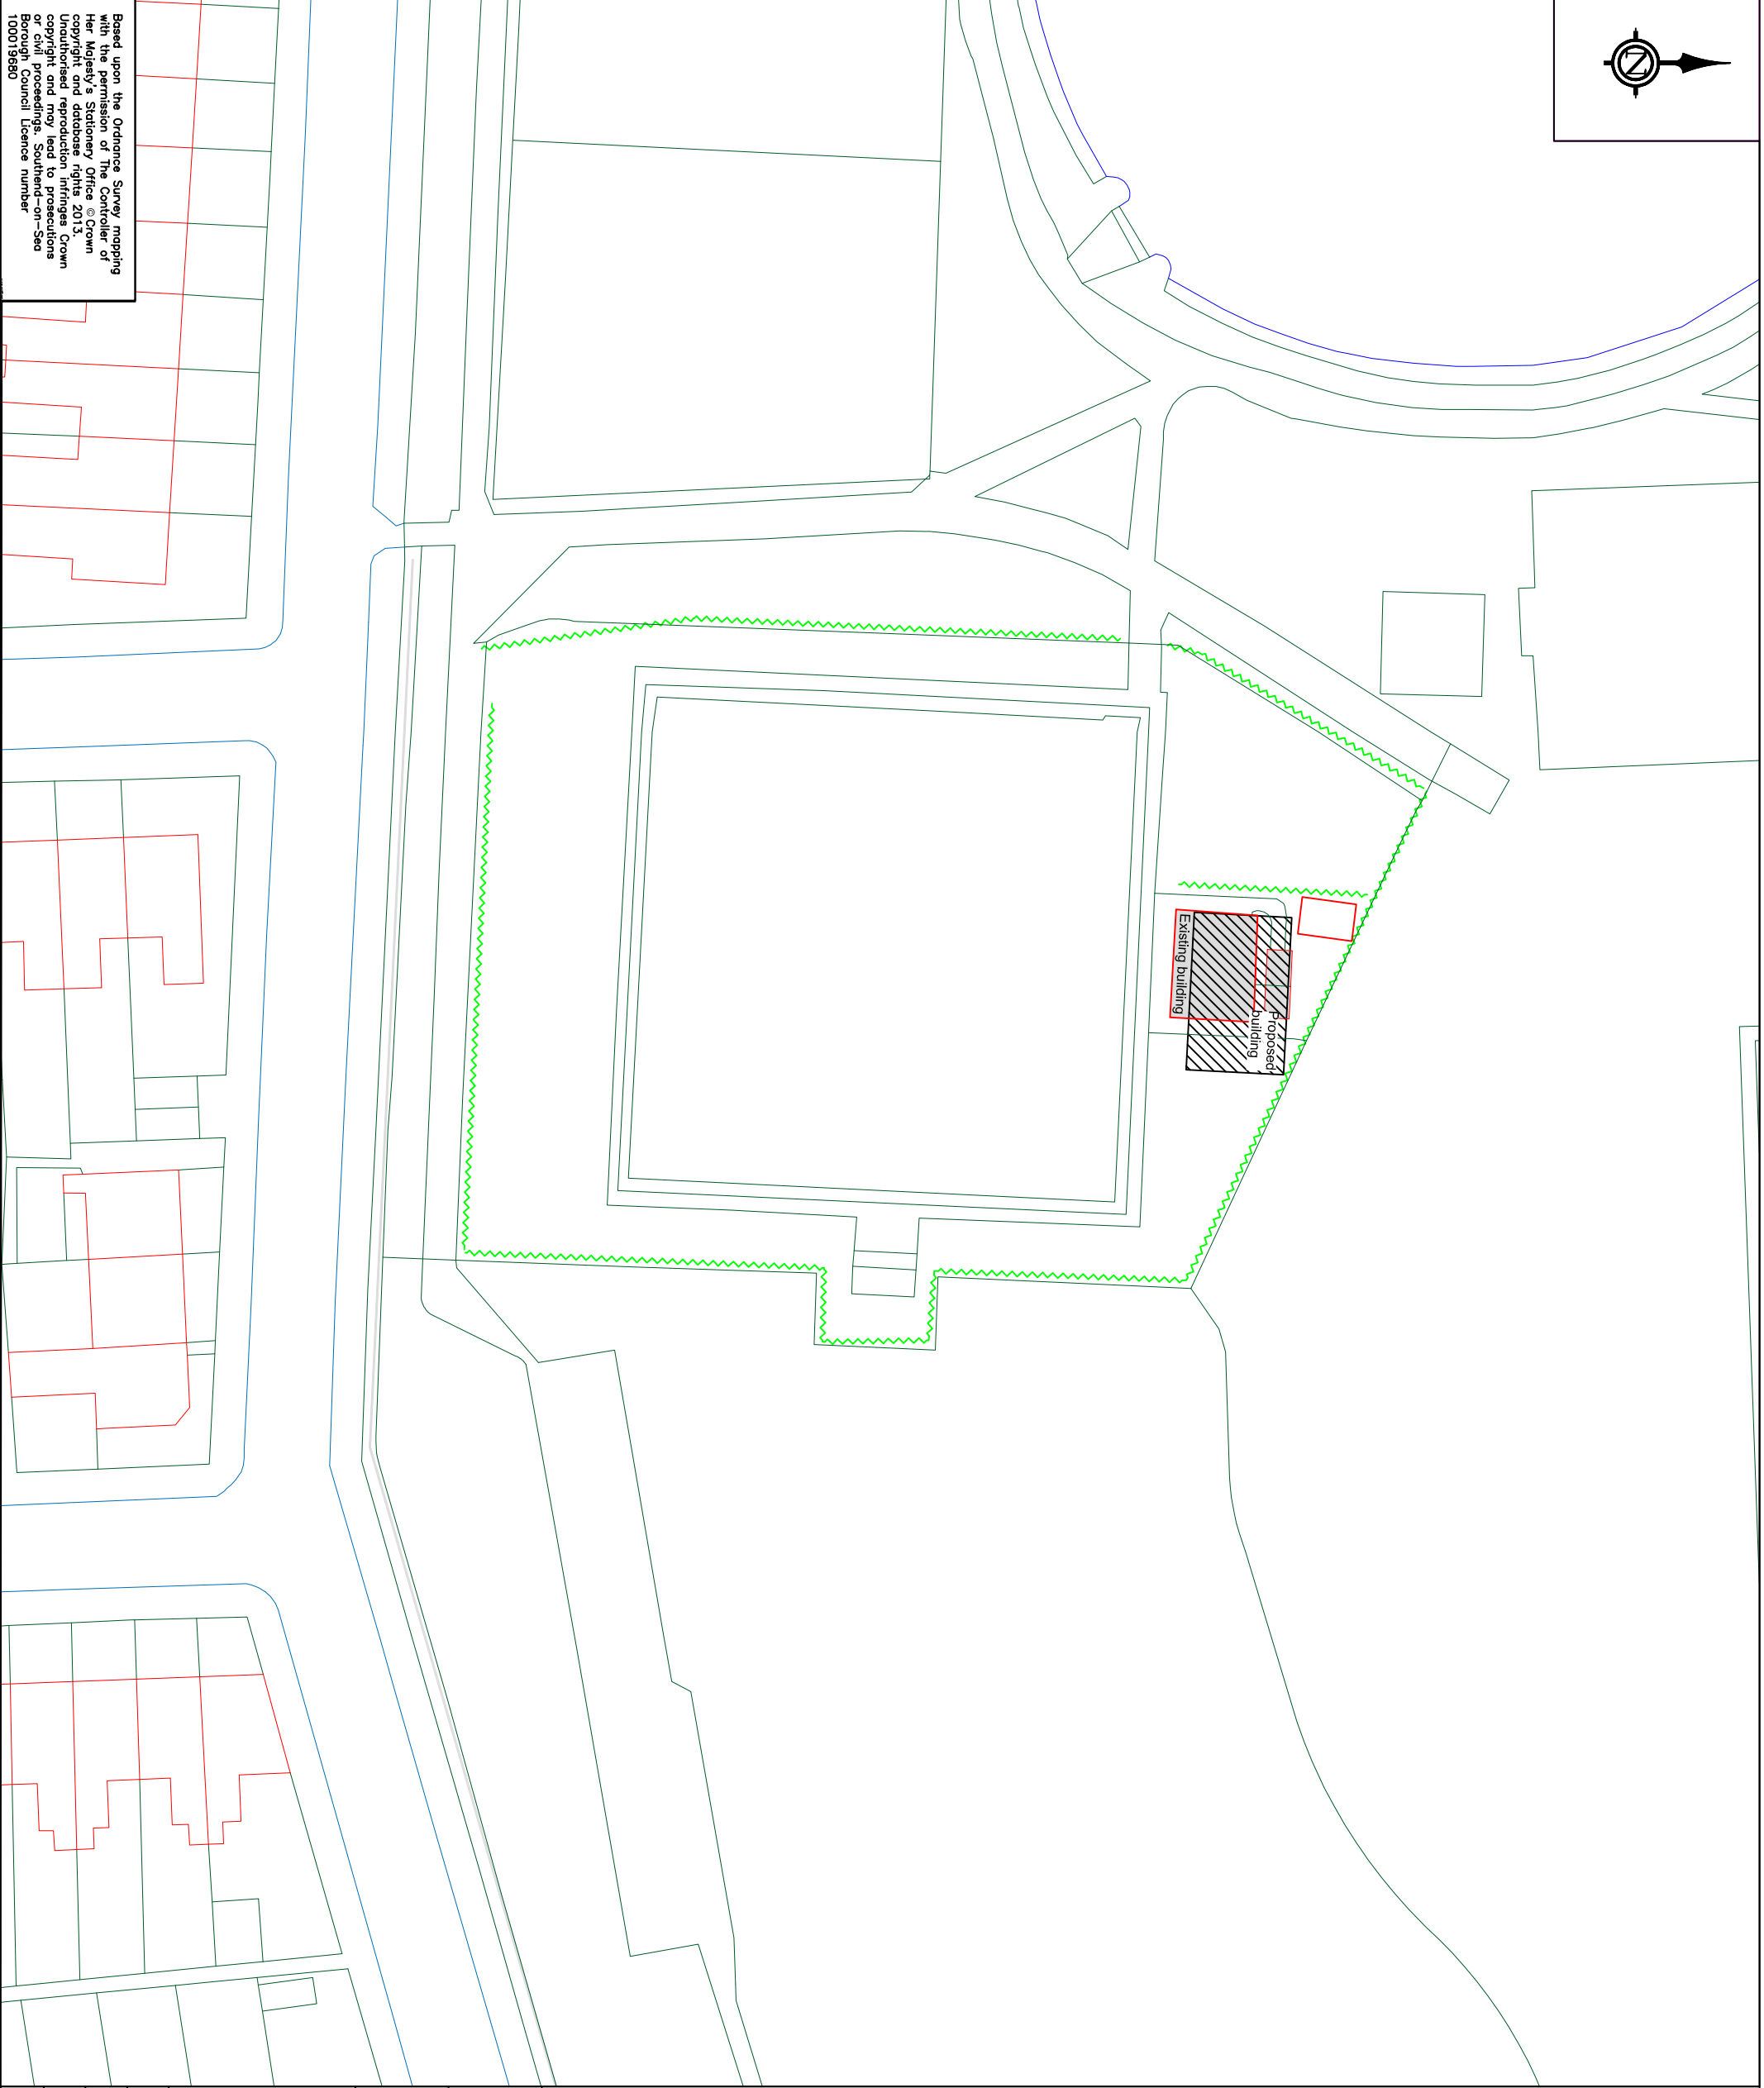 Based upon the Ordnance Survey mapping
with the permission of The Controller of
Her Majesty's Stationery Office © Crown
copyright and database rights 2013.
Unauthorised reproduction infringes Crown
copyright and may lead to prosecutions
or civil proceedings. Southend-on-Sea
Borough Council Licence number
100019680
N
Existing building
Proposed
building